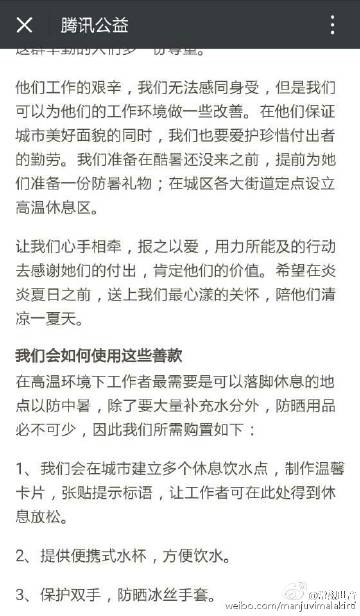 腾讯公益
他们工作的艰辛，我们无法感同身受，但是我们
可以为他们的工作环境做一些改善。在他们保证
城市美好面貌的同时，我们也要爱护珍惜付出者
的勤劳。我们准备在酷暑还没来之前，提前为她
们准备一份防暑礼物；在城区各大街道定点设立
高温休息区。
让我们心手相牵，报之以爱，用力所能及的行动
去感谢她们的付出，肯定他们的价值。希望在炎
炎夏日之前，送上我们最心漾的关怀，陪他们清
凉一夏天。
我们会如何使用这些善款
在高温环境下工作者最需要是可以落脚休息的地
点以防中暑，除了要大量补充水分外，防晒用品
必不可少，因此我们所需购置如下：
1、我们会在城市建立多个休息饮水点，制作温馨
卡片，张贴提示标语，让工作者可在此处得到休
息放松。
2、提供便携式水杯，方便饮水。
3、保护双手，防晒冰丝手套。
weibo.com/manjuvimalakird